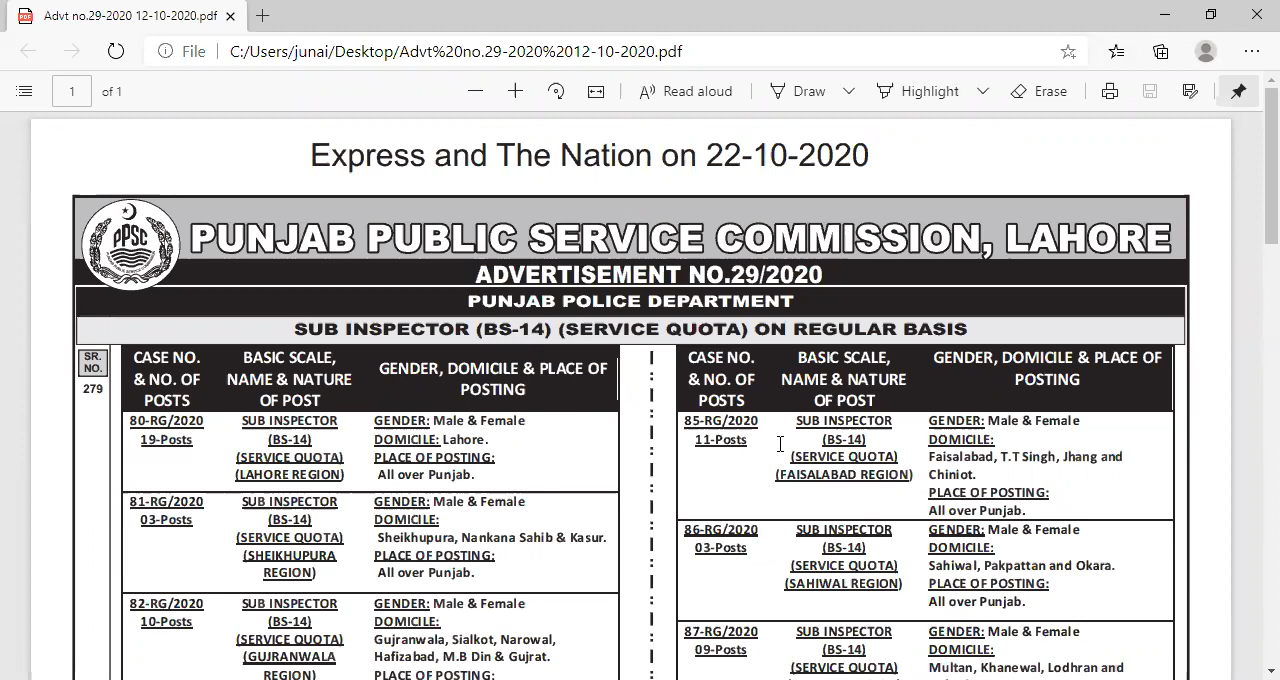 Advt no.29-2020 12-10-2020.pdf
File
C:/Users/junai/Desktop/Advt%20no.29-2020%2012-10-2020.pdf
1 of 1
Read aloud
Draw
Highlight
Erase
Express and The Nation on 22-10-2020
PPSC
PUNJAB PUBLIC SERVICE COMMISSION, LAHORE
ADVERTISEMENT NO.29/2020
PUNJAB POLICE DEPARTMENT
SUB INSPECTOR (BS-14) (SERVICE QUOTA) ON REGULAR BASIS
SR.
NO.
279
CASE NO.
& NO. OF
POSTS
BASIC SCALE,
NAME & NATURE
OF POST
GENDER, DOMICILE & PLACE OF
POSTING
80-RG/2020
19-Posts
SUB INSPECTOR
(BS-14)
(SERVICE QUOTA)
(LAHORE REGION)
GENDER: Male & Female
DOMICILE: Lahore.
PLACE OF POSTING:
All over Punjab.
81-RG/2020
03-Posts
SUB INSPECTOR
(BS-14)
(SERVICE QUOTA)
(SHEIKHUPURA
REGION)
GENDER: Male & Female
DOMICILE:
Sheikhupura, Nankana Sahib & Kasur.
PLACE OF POSTING:
All over Punjab.
82-RG/2020
10-Posts
SUB INSPECTOR
(BS-14)
(SERVICE QUOTA)
(GUJRANWALA
REGION)
GENDER: Male & Female
DOMICILE:
Gujranwala, Sialkot, Narowal,
Hafizabad, M.B Din & Gujrat.
PLACE OF POSTING:
CASE NO.
& NO. OF
POSTS
BASIC SCALE,
NAME & NATURE
OF POST
GENDER, DOMICILE & PLACE OF
POSTING
85-RG/2020
11-Posts
SUB INSPECTOR
(BS-14)
(SERVICE QUOTA)
(FAISALABAD REGION)
GENDER: Male & Female
DOMICILE:
Faisalabad, T.T Singh, Jhang and
Chiniot.
PLACE OF POSTING:
All over Punjab.
86-RG/2020
03-Posts
SUB INSPECTOR
(BS-14)
(SERVICE QUOTA)
(SAHIWAL REGION)
GENDER: Male & Female
DOMICILE:
Sahiwal, Pakpattan and Okara.
PLACE OF POSTING:
All over Punjab.
87-RG/2020
09-Posts
SUB INSPECTOR
(BS-14)
(SERVICE QUOTA)
GENDER: Male & Female
DOMICILE:
Multan, Khanewal, Lodhran and